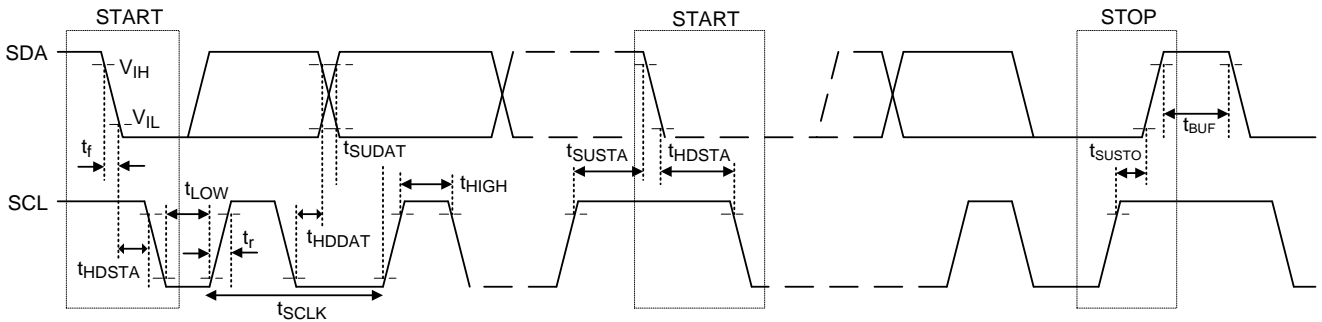 START START STOP
SDA
VIH
VIL
tf
tSUDAT
tSUSTA
tHDSTA
tSUSTO
tBUF
tLOW
tHIGH
SCL
tr
tHDDAT
tHDSTA
tSCLK